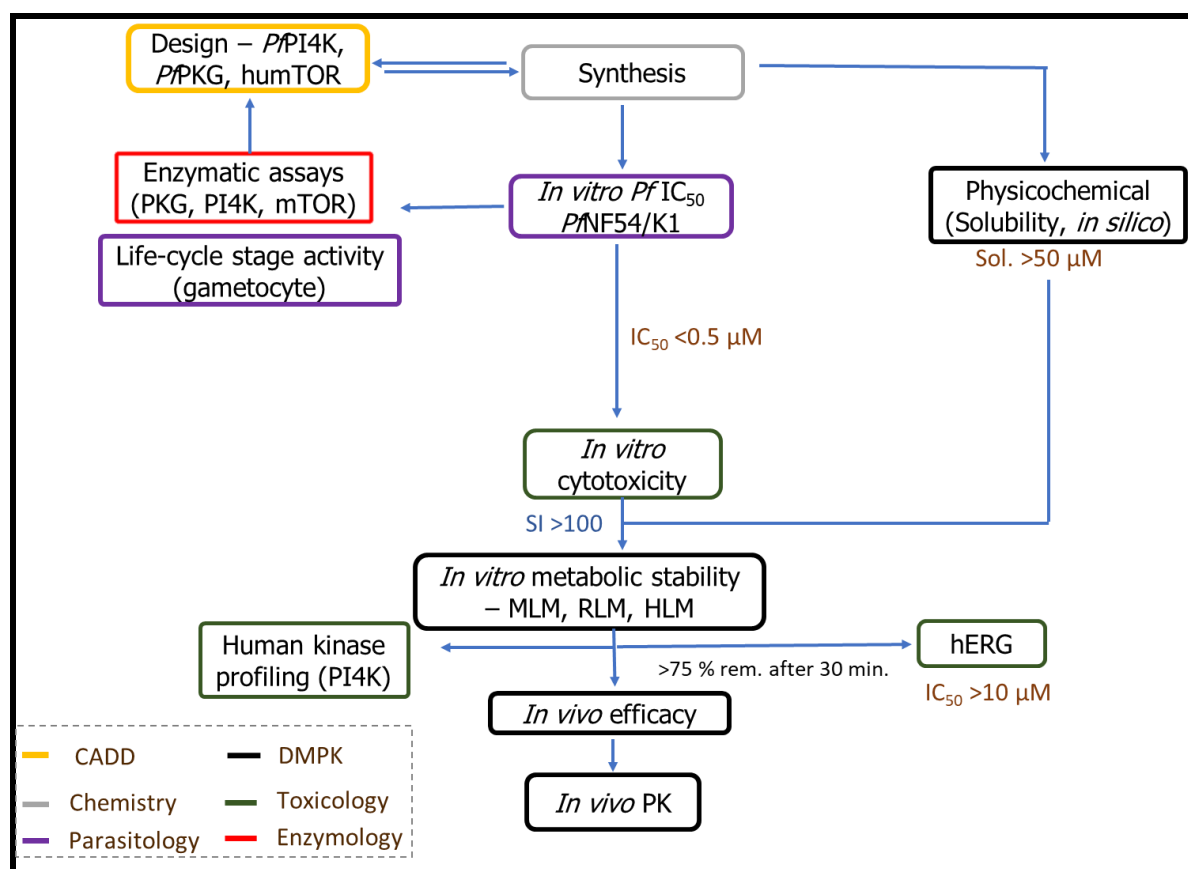 Design – PfPI4K,
PfPKG, humTOR
Synthesis
Enzymatic assays
(PKG, PI4K, mTOR)
In vitro Pf IC₅₀
PfNF54/K1
Physicochemical
(Solubility, in silico)
Sol. >50 µM
Life-cycle stage activity
(gametocyte)
IC₅₀ <0.5 µM
In vitro
cytotoxicity
SI >100
In vitro metabolic stability
– MLM, RLM, HLM
Human kinase
profiling (PI4K)
>75 % rem. after 30 min.
hERG
IC₅₀ >10 µM
In vivo efficacy
In vivo PK
CADD
DMPK
Chemistry
Toxicology
Parasitology
Enzymology